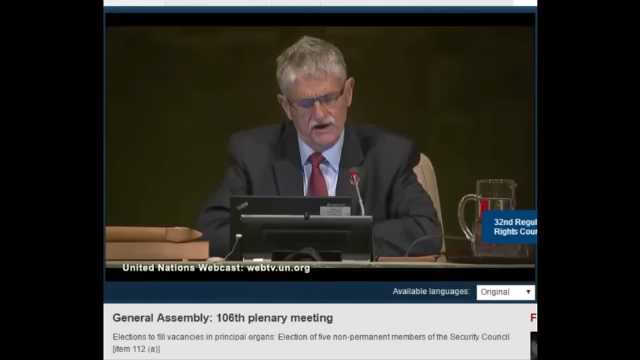 32nd Regul
Rights Coun
United Nations Webcast: webtv.un.org
Available languages: Original
General Assembly: 106th plenary meeting
F
Elections to fill vacancies in principal organs: Election of five non-permanent members of the Security Council
[item 112 (a)]